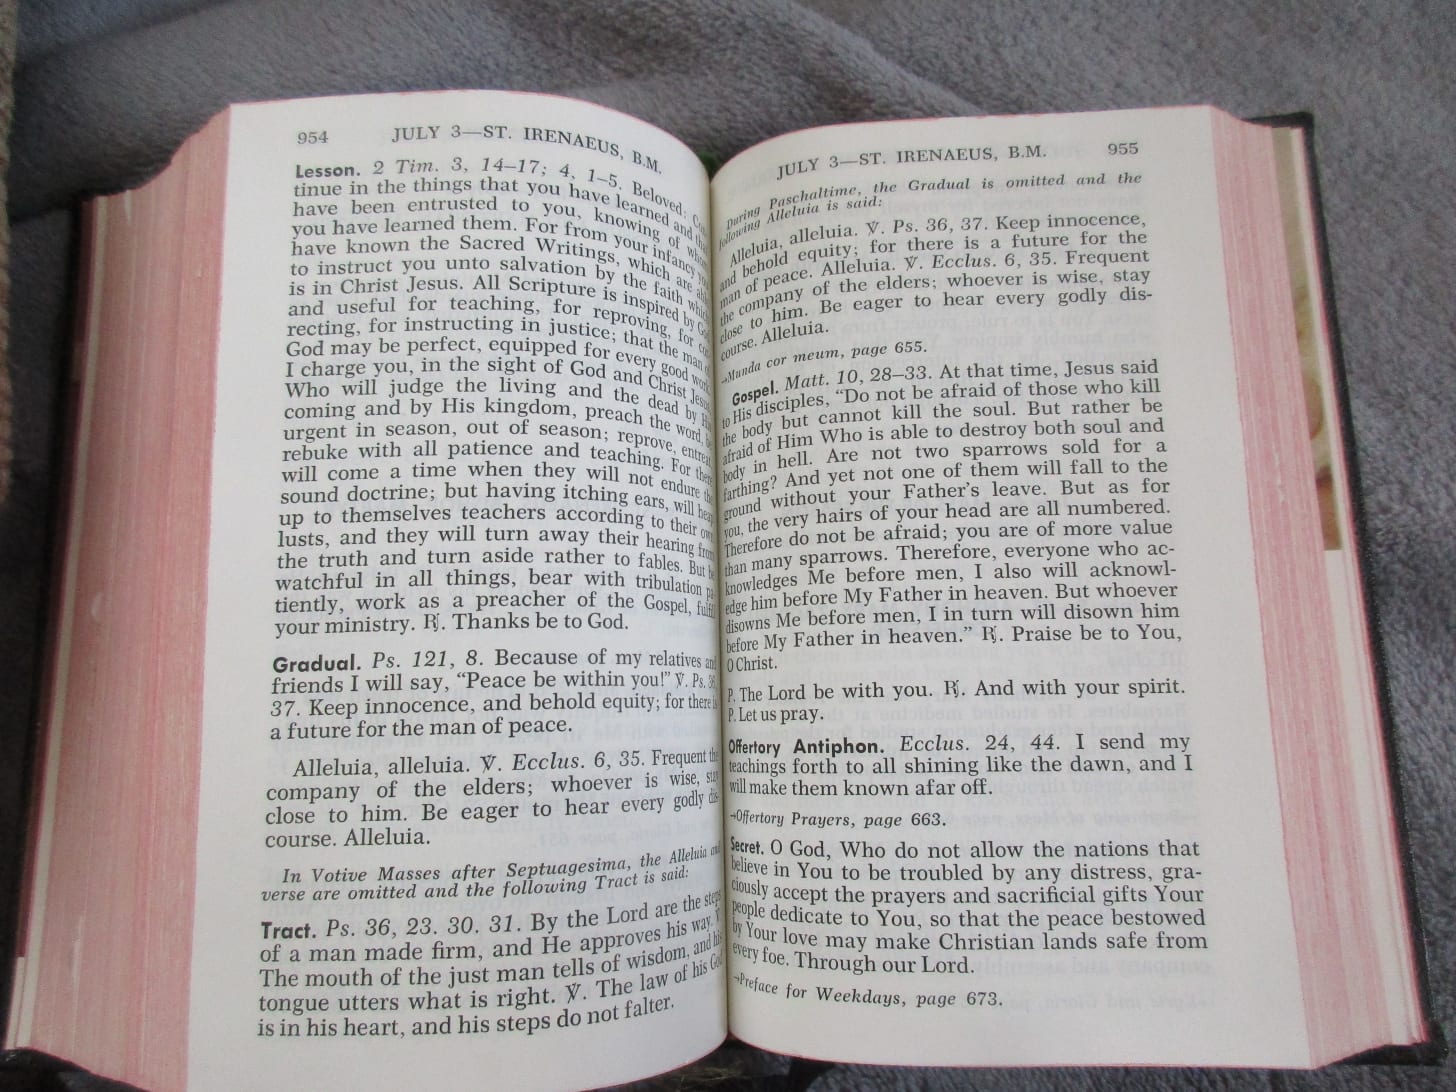 954 JULY 3—ST. IRENAEUS, B.M.
Lesson. 2 Tim. 3, 14–17; 4, 1–5. Beloved: Con-
tinue in the things that you have learned and that
have been entrusted to you, knowing of whom
you have learned them. For from your infancy you
have known the Sacred Writings, which are able
to instruct you unto salvation by the faith which
is in Christ Jesus. All Scripture is inspired by God
and useful for teaching, for reproving, for cor-
recting, for instructing in justice; that the man of
God may be perfect, equipped for every good work.
I charge you, in the sight of God and Christ Jesus,
Who will judge the living and the dead by His
coming and by His kingdom, preach the word, be
urgent in season, out of season; reprove, entreat,
rebuke with all patience and teaching. For there
will come a time when they will not endure the
sound doctrine; but having itching ears, will heap
up to themselves teachers according to their own
lusts, and they will turn away their hearing from
the truth and turn aside rather to fables. But be
watchful in all things, bear with tribulation pa-
tiently, work as a preacher of the Gospel, fulfill
your ministry. ℟. Thanks be to God.
Gradual. Ps. 121, 8. Because of my relatives and
friends I will say, “Peace be within you!” ℣. Ps. 36,
37. Keep innocence, and behold equity; for there is
a future for the man of peace.
Alleluia, alleluia. ℣. Ecclus. 6, 35. Frequent the
company of the elders; whoever is wise, stay
close to him. Be eager to hear every godly dis-
course. Alleluia.
In Votive Masses after Septuagesima, the Alleluia and
verse are omitted and the following Tract is said:
Tract. Ps. 36, 23. 30. 31. By the Lord are the steps
of a man made firm, and He approves his way. ℣.
The mouth of the just man tells of wisdom, and his
tongue utters what is right. ℣. The law of his God
is in his heart, and his steps do not falter.
JULY 3—ST. IRENAEUS, B.M. 955
During Paschaltime, the Gradual is omitted and the
following Alleluia is said:
Alleluia, alleluia. ℣. Ps. 36, 37. Keep innocence,
and behold equity; for there is a future for the
man of peace. Alleluia. ℣. Ecclus. 6, 35. Frequent
the company of the elders; whoever is wise, stay
close to him. Be eager to hear every godly dis-
course. Alleluia.
→Munda cor meum, page 655.
Gospel. Matt. 10, 28–33. At that time, Jesus said
to His disciples, “Do not be afraid of those who kill
the body but cannot kill the soul. But rather be
afraid of Him Who is able to destroy both soul and
body in hell. Are not two sparrows sold for a
farthing? And yet not one of them will fall to the
ground without your Father’s leave. But as for
you, the very hairs of your head are all numbered.
Therefore do not be afraid; you are of more value
than many sparrows. Therefore, everyone who ac-
knowledges Me before men, I also will acknowl-
edge him before My Father in heaven. But whoever
disowns Me before men, I in turn will disown him
before My Father in heaven.” ℟. Praise be to You,
O Christ.
P. The Lord be with you. ℟. And with your spirit.
P. Let us pray.
Offertory Antiphon. Ecclus. 24, 44. I send my
teachings forth to all shining like the dawn, and I
will make them known afar off.
→Offertory Prayers, page 663.
Secret. O God, Who do not allow the nations that
believe in You to be troubled by any distress, gra-
ciously accept the prayers and sacrificial gifts Your
people dedicate to You, so that the peace bestowed
by Your love may make Christian lands safe from
every foe. Through our Lord.
→Preface for Weekdays, page 673.